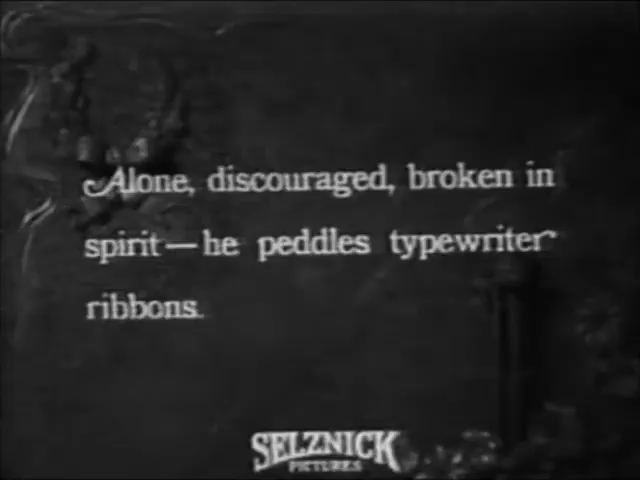 Alone, discouraged, broken in
spirit—he peddles typewriter
ribbons.
SELZNICK
PICTURES